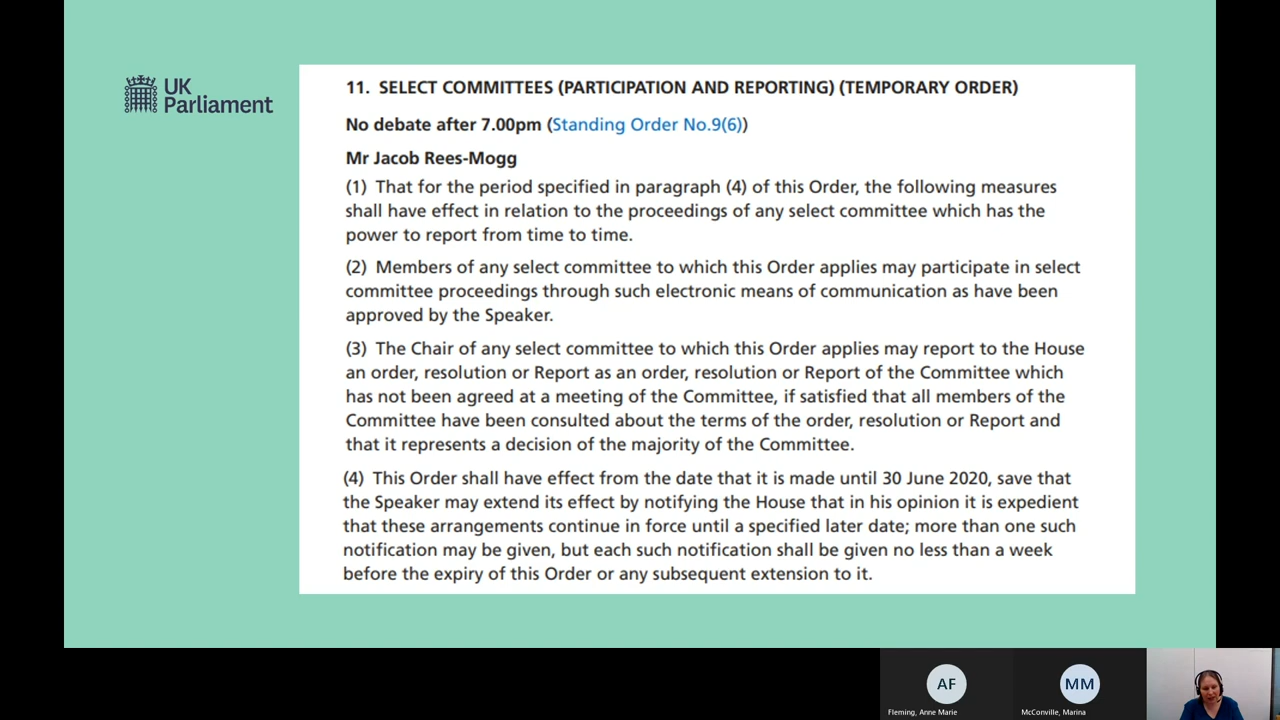 UK
Parliament
11. SELECT COMMITTEES (PARTICIPATION AND REPORTING) (TEMPORARY ORDER)
No debate after 7.00pm (Standing Order No.9(6))
Mr Jacob Rees-Mogg
(1) That for the period specified in paragraph (4) of this Order, the following measures
shall have effect in relation to the proceedings of any select committee which has the
power to report from time to time.
(2) Members of any select committee to which this Order applies may participate in select
committee proceedings through such electronic means of communication as have been
approved by the Speaker.
(3) The Chair of any select committee to which this Order applies may report to the House
an order, resolution or Report as an order, resolution or Report of the Committee which
has not been agreed at a meeting of the Committee, if satisfied that all members of the
Committee have been consulted about the terms of the order, resolution or Report and
that it represents a decision of the majority of the Committee.
(4) This Order shall have effect from the date that it is made until 30 June 2020, save that
the Speaker may extend its effect by notifying the House that in his opinion it is expedient
that these arrangements continue in force until a specified later date; more than one such
notification may be given, but each such notification shall be given no less than a week
before the expiry of this Order or any subsequent extension to it.
AF
MM
Fleming, Anne Marie
McConville, Marina